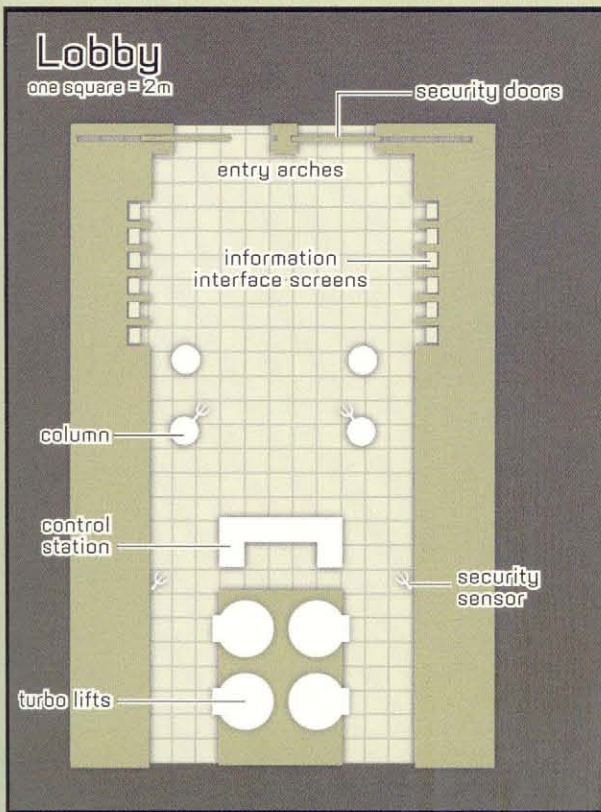 Lobby
one square = 2m
security doors
entry arches
information
interface screens
column
control
station
security
sensor
turbo lifts